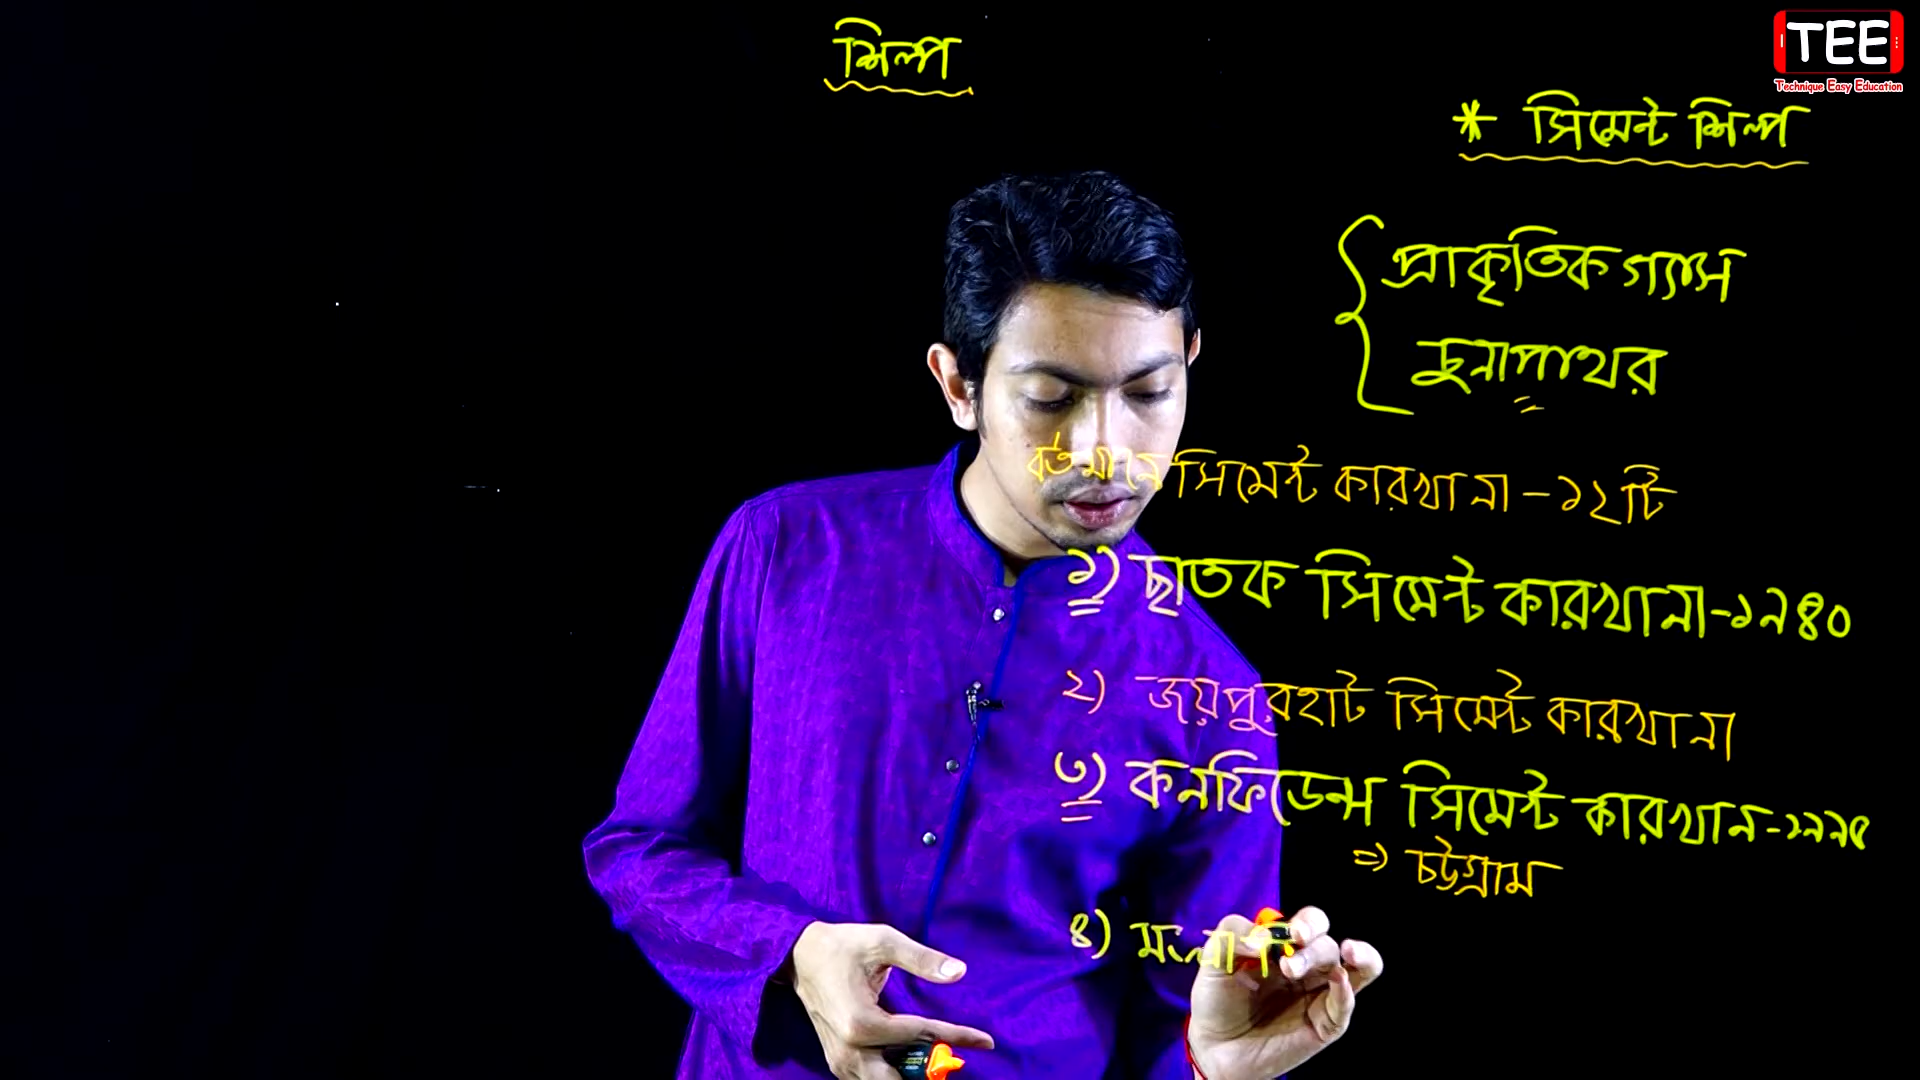 শিল্প
TEE
Technique Easy Education
* সিমেন্ট শিল্প
প্রাকৃতিক গ্যাস
চুনাপাথর
বর্তমানে সিমেন্ট কারখানা - ১২টি
১) ছাতক সিমেন্ট কারখানা - ১৯৪০
২) জয়পুরহাট সিমেন্ট কারখানা
৩) কনফিডেন্স সিমেন্ট কারখান - ১৯৯৫
⇒ চট্টগ্রাম
৪)